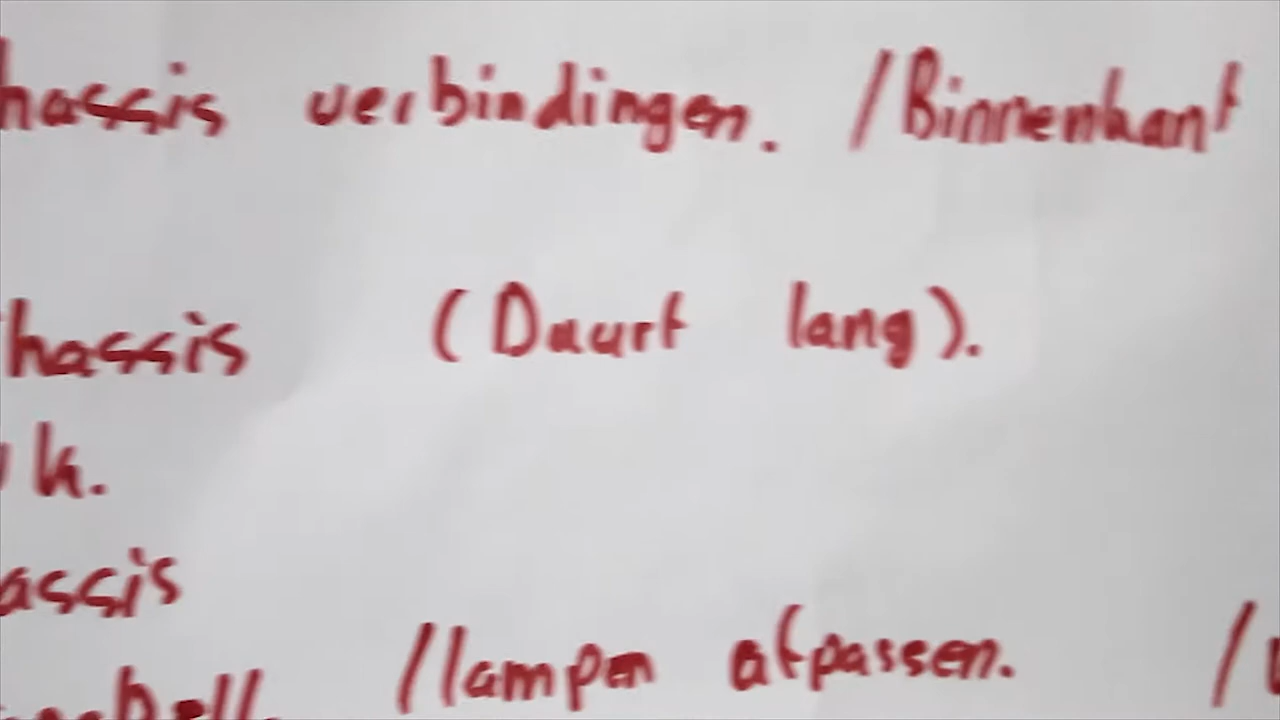 hassis verbindingen. /Binnenkant
hassis (Duurt lang).
k.
assis
/lampen afpassen. /